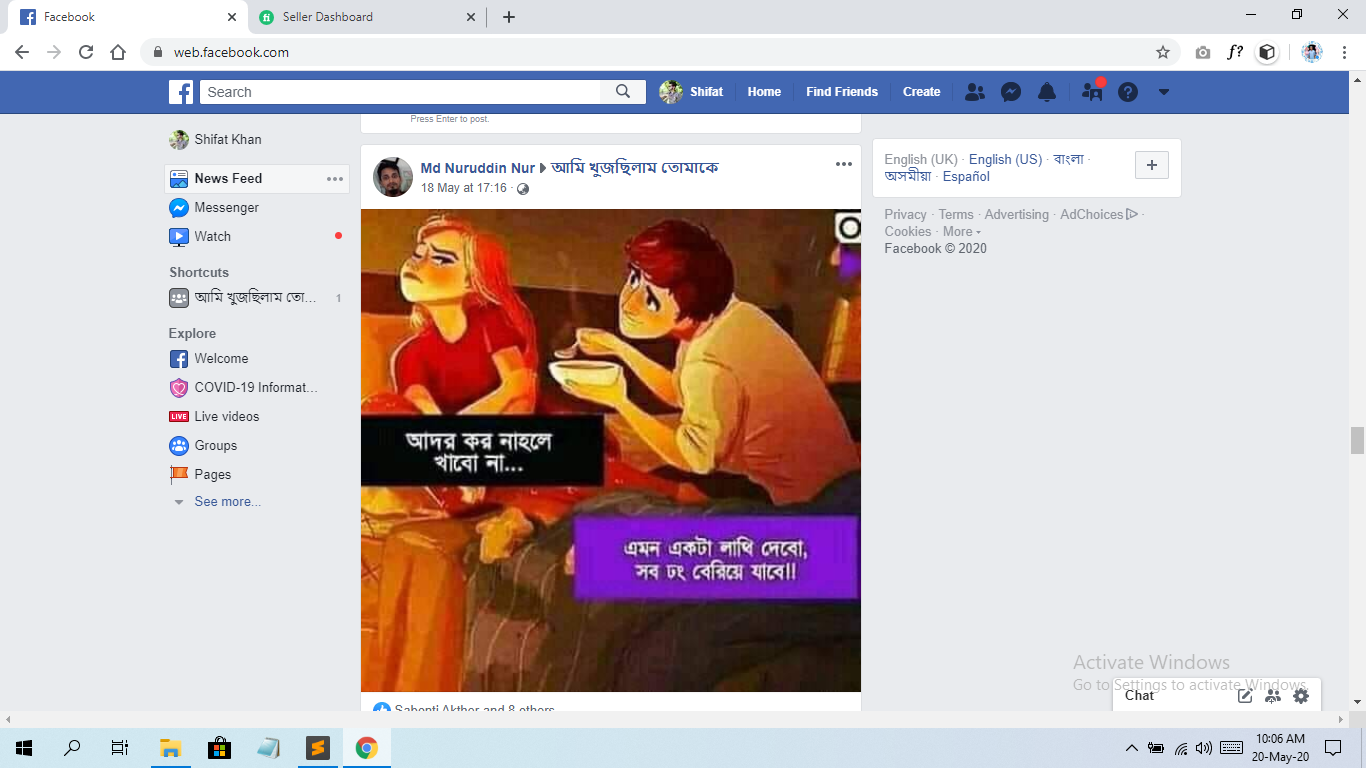 Facebook
Seller Dashboard
web.facebook.com
f?
Search
Shifat
Home
Find Friends
Create
Shifat Khan
News Feed
Messenger
Watch
Shortcuts
আমি খুজছিলাম তো...
1
Explore
Welcome
COVID-19 Informat...
LIVE
Live videos
Groups
Pages
See more...
Press Enter to post.
Md Nuruddin Nur
আমি খুজছিলাম তোমাকে
18 May at 17:16 ·
আদর কর নাহলে
খাবো না...
এমন একটা লাথি দেবো,
সব ঢং বেরিয়ে যাবে!!
Sabonti Akther and 8 others
English (UK) · English (US) · বাংলা ·
অসমীয়া · Español
Privacy · Terms · Advertising · AdChoices ·
Cookies · More
Facebook © 2020
Activate Windows
Go to Settings to activate Windows.
Chat
10:06 AM
20-May-20